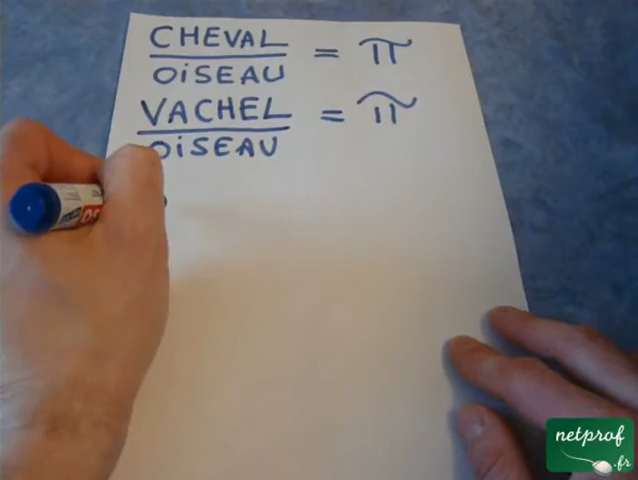 CHEVAL
OiSEAU = π
VACHEL
OiSEAU = π
netprof
.fr